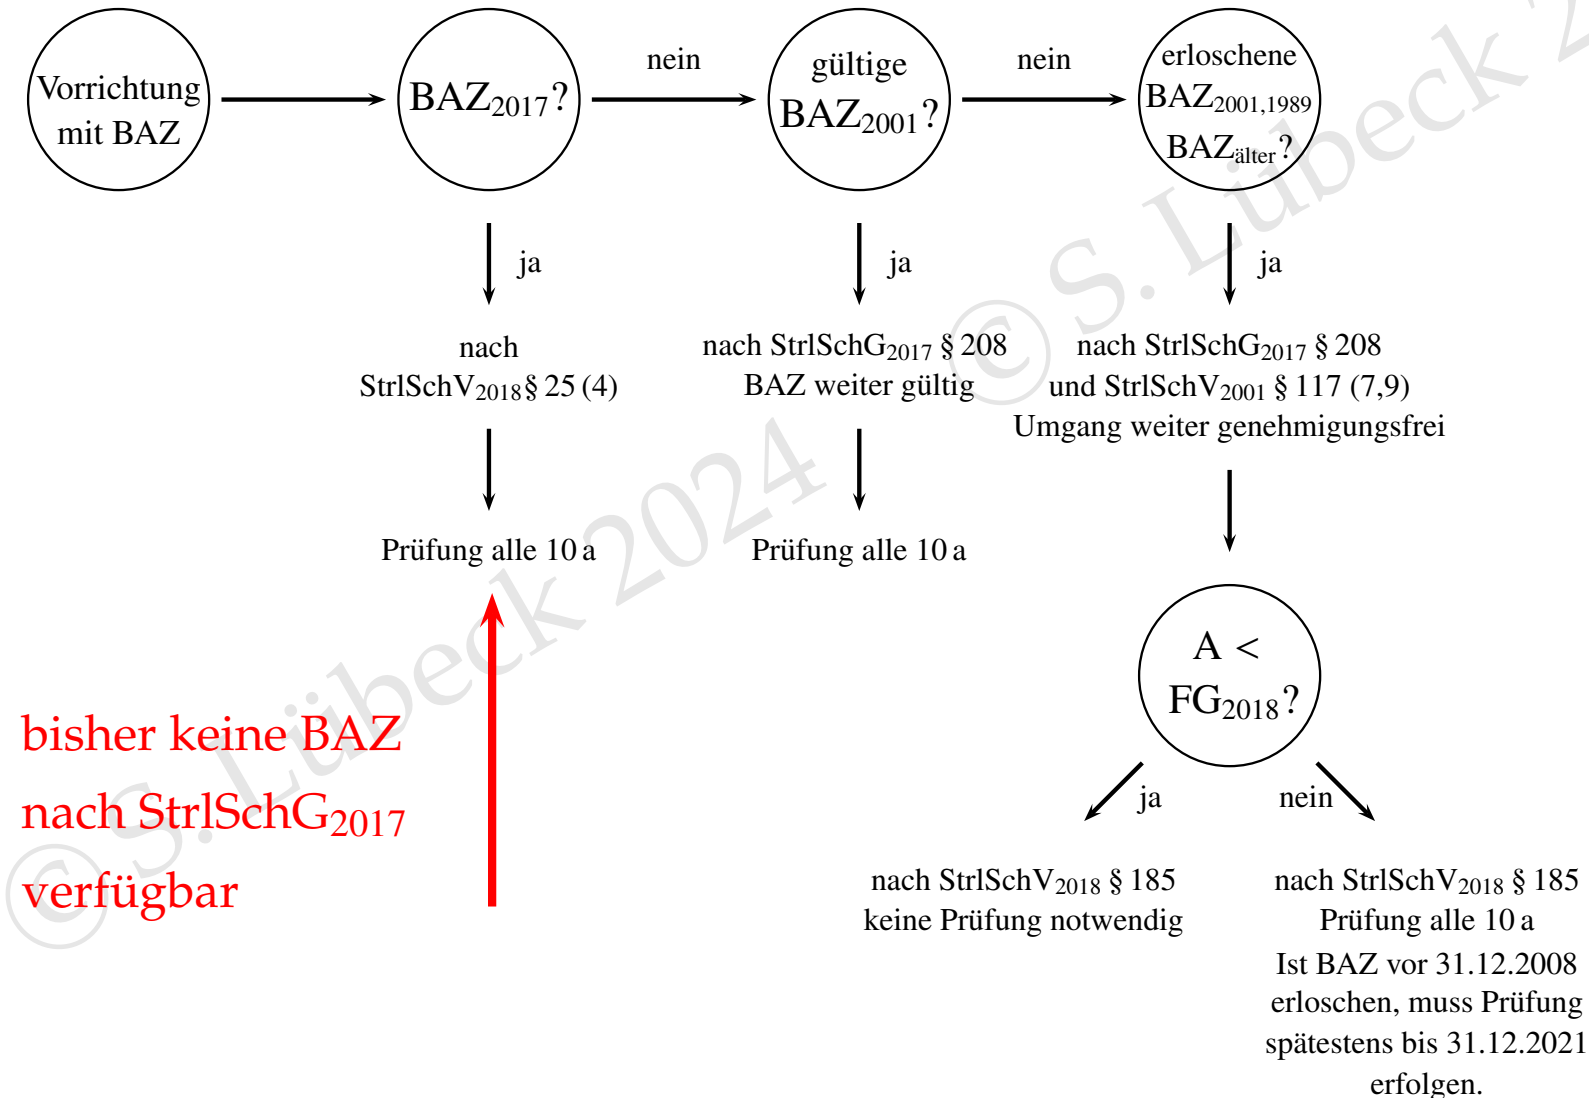 Vorrichtung
mit BAZ
BAZ2017?
nein
gültige
BAZ2001?
nein
erloschene
BAZ2001,1989
BAZälter?
ja
ja
ja
nach
StrlSchV2018§ 25 (4)
nach StrlSchG2017 § 208
BAZ weiter gültig
nach StrlSchG2017 § 208
und StrlSchV2001 § 117 (7,9)
Umgang weiter genehmigungsfrei
Prüfung alle 10 a
Prüfung alle 10 a
A <
FG2018?
ja
nein
nach StrlSchV2018 § 185
keine Prüfung notwendig
nach StrlSchV2018 § 185
Prüfung alle 10 a
Ist BAZ vor 31.12.2008
erloschen, muss Prüfung
spätestens bis 31.12.2021
erfolgen.
bisher keine BAZ
nach StrlSchG2017
verfügbar
© S. Lübeck 2024
© S. Lübeck 2